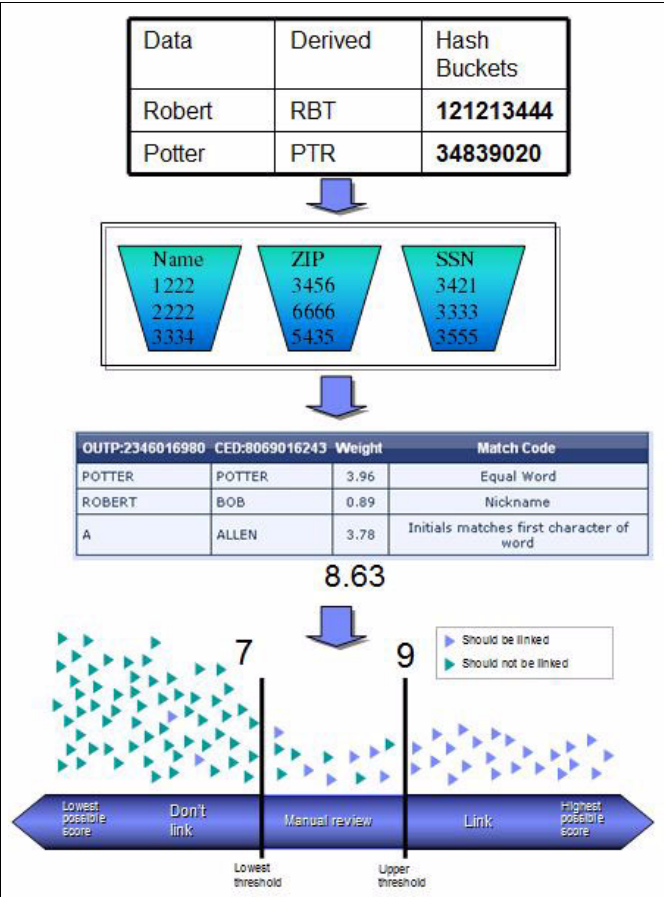 Data Derived Hash
Buckets
Robert RBT 121213444
Potter PTR 34839020
Name ZIP SSN
1222 3456 3421
2222 6666 3333
3334 5435 3555
OUTP:2346016980 CED:8069016243 Weight Match Code
POTTER POTTER 3.96 Equal Word
ROBERT BOB 0.89 Nickname
A ALLEN 3.78 Initials matches first character of
word
8.63
7 9
Should be linked
Should not be linked
Lowest
possible
score
Don't
link
Manual review
Link
Highest
possible
score
Lowest
threshold
Upper
threshold